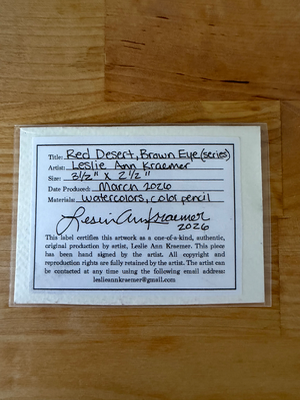 Title: Red Desert, Brown Eye (series)
Artist: Leslie Ann Kraemer
Size: 3½" X 2½"
Date Produced: March 2026
Materials: watercolors, color pencil
Leslie Ann Kraemer
2026
This label certifies this artwork as a one-of-a-kind, authentic,
original production by artist, Leslie Ann Kraemer. This piece
has been hand signed by the artist. All copyright and
reproduction rights are fully retained by the artist. The artist can
be contacted at any time using the following email address:
leslieannkraemer@gmail.com